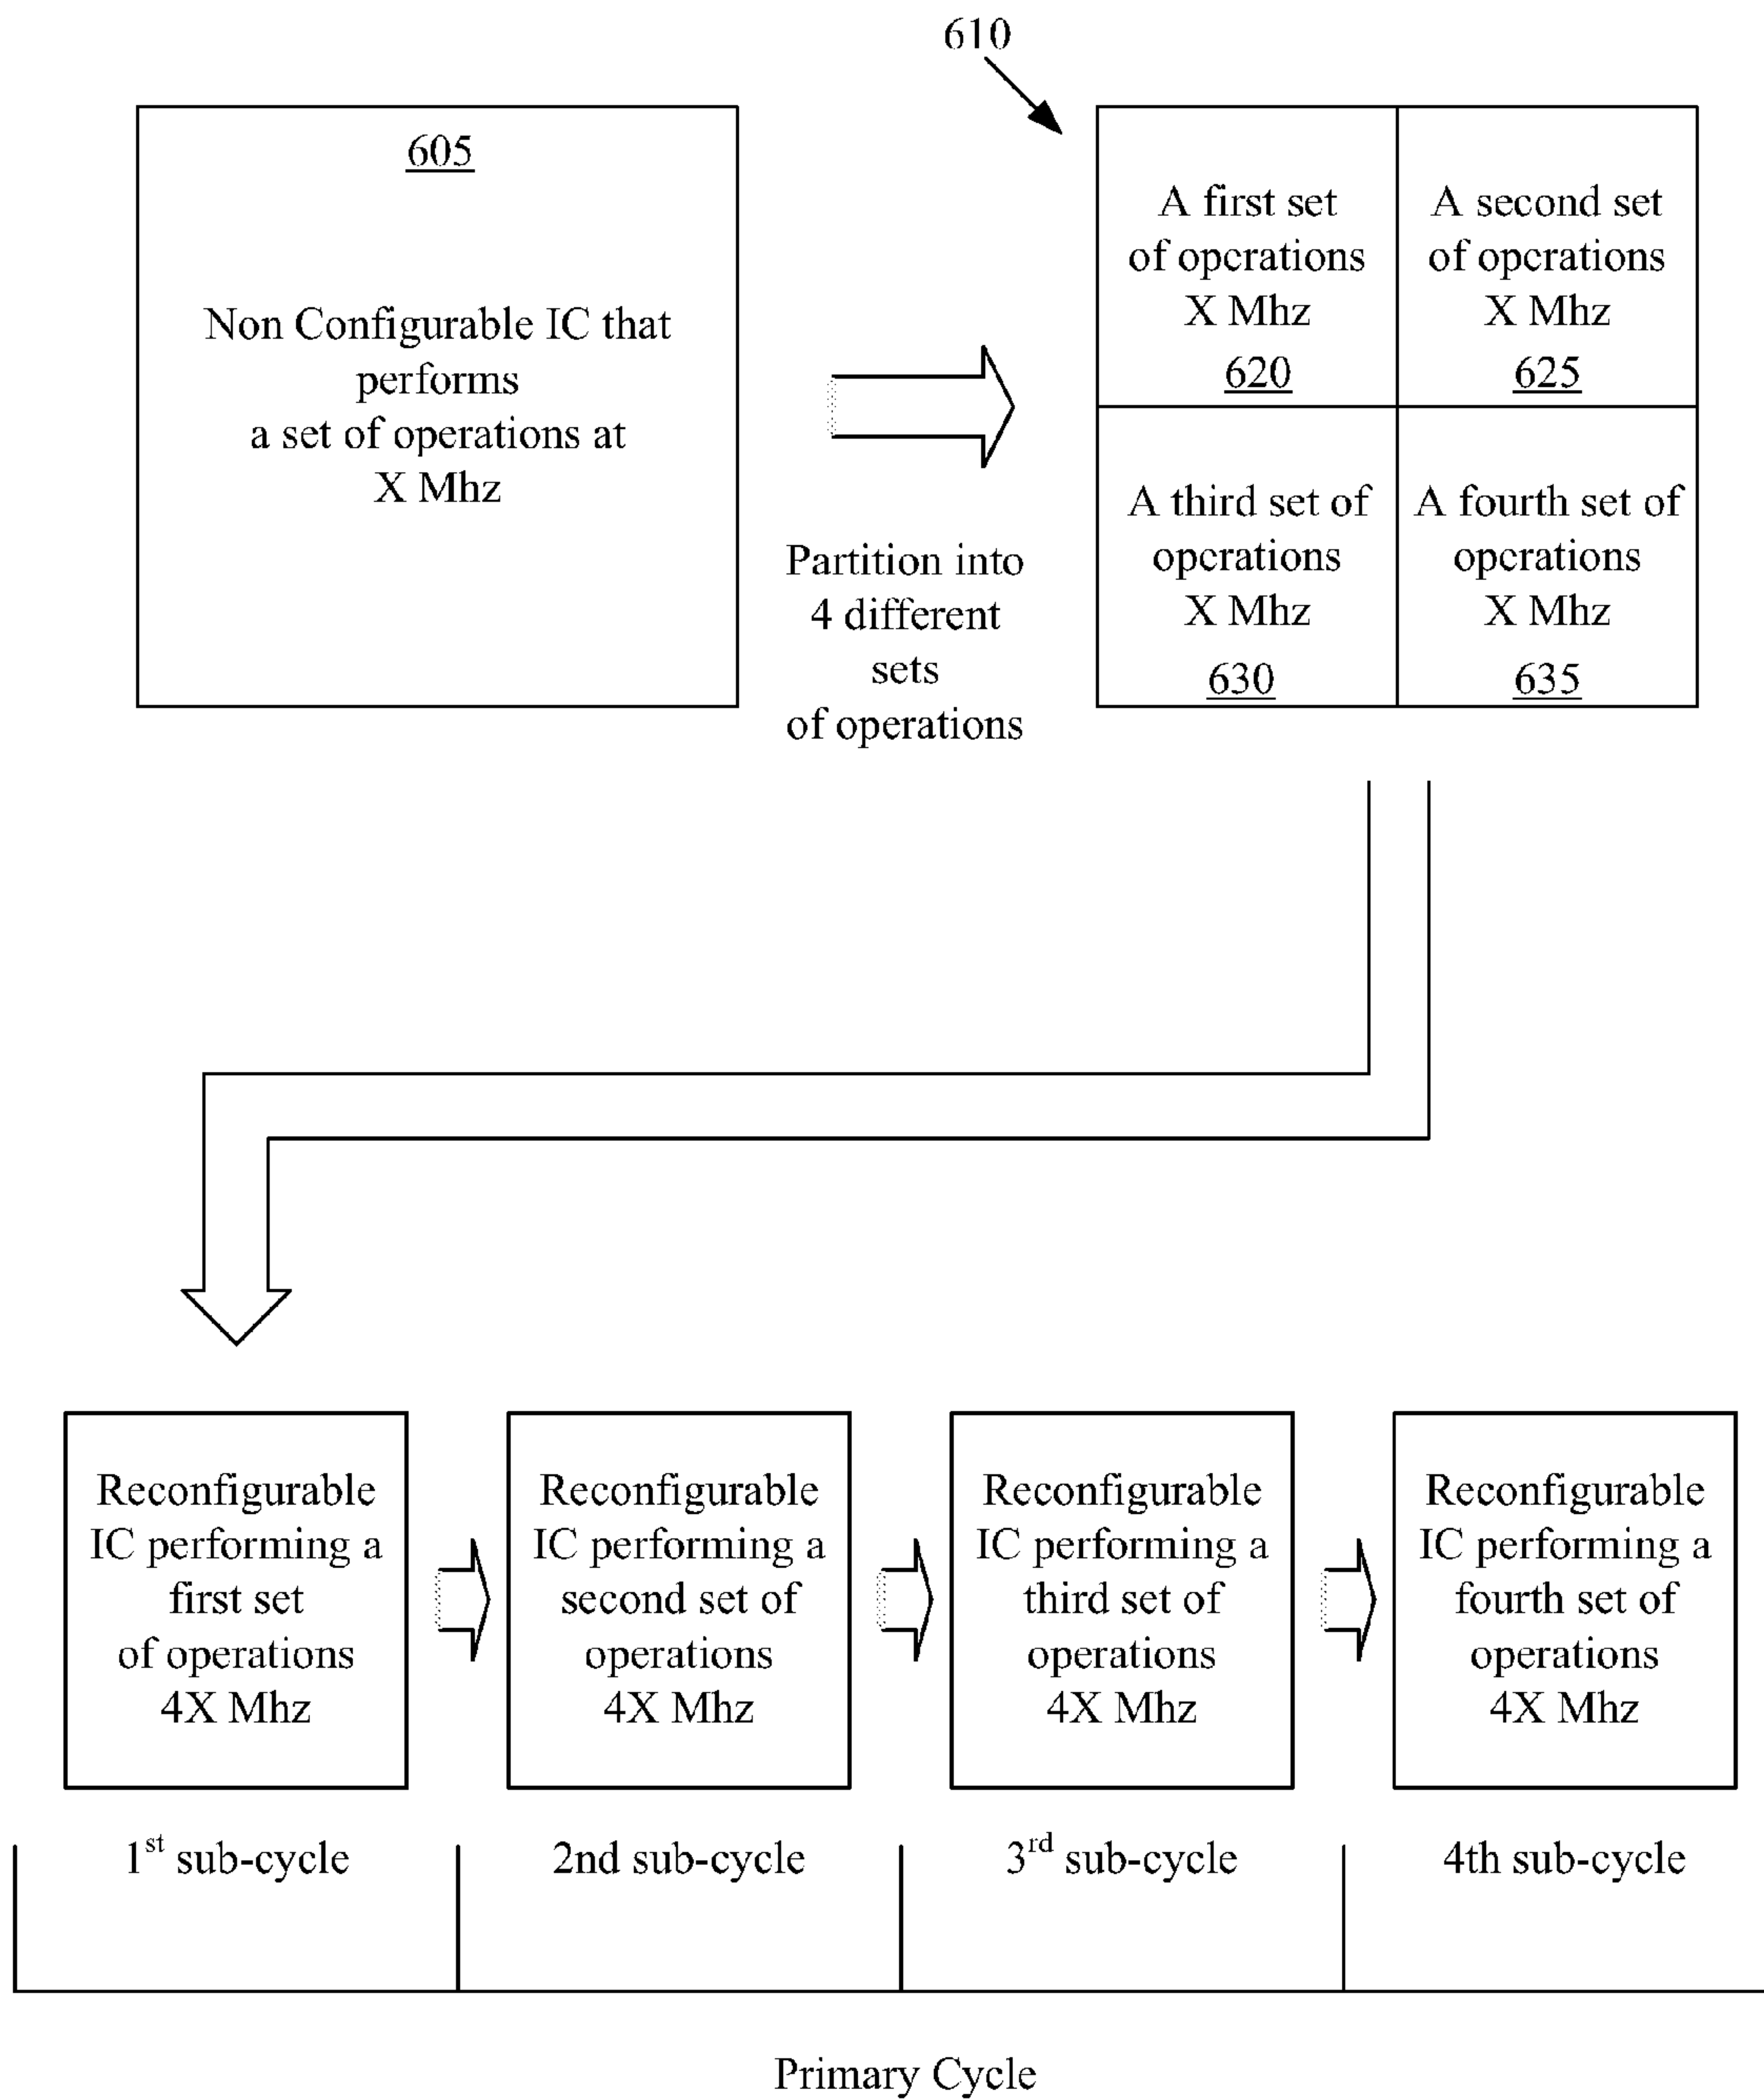 610
605
Non Configurable IC that
performs
a set of operations at
X Mhz
Partition into
4 different
sets
of operations
A first set
of operations
X Mhz
620
A second set
of operations
X Mhz
625
A third set of
operations
X Mhz
630
A fourth set of
operations
X Mhz
635
Reconfigurable
IC performing a
first set
of operations
4X Mhz
Reconfigurable
IC performing a
second set of
operations
4X Mhz
Reconfigurable
IC performing a
third set of
operations
4X Mhz
Reconfigurable
IC performing a
fourth set of
operations
4X Mhz
1st sub-cycle
2nd sub-cycle
3rd sub-cycle
4th sub-cycle
Primary Cycle